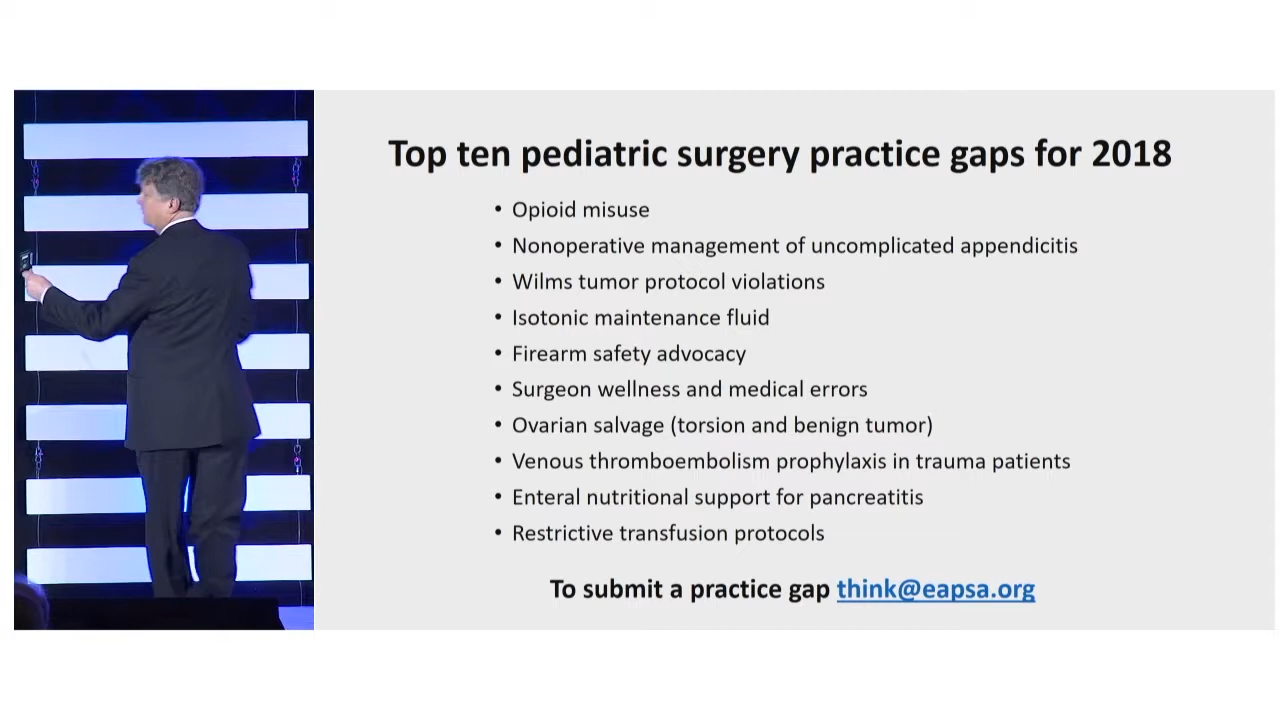 Top ten pediatric surgery practice gaps for 2018
• Opioid misuse
• Nonoperative management of uncomplicated appendicitis
• Wilms tumor protocol violations
• Isotonic maintenance fluid
• Firearm safety advocacy
• Surgeon wellness and medical errors
• Ovarian salvage (torsion and benign tumor)
• Venous thromboembolism prophylaxis in trauma patients
• Enteral nutritional support for pancreatitis
• Restrictive transfusion protocols
To submit a practice gap think@eapsa.org